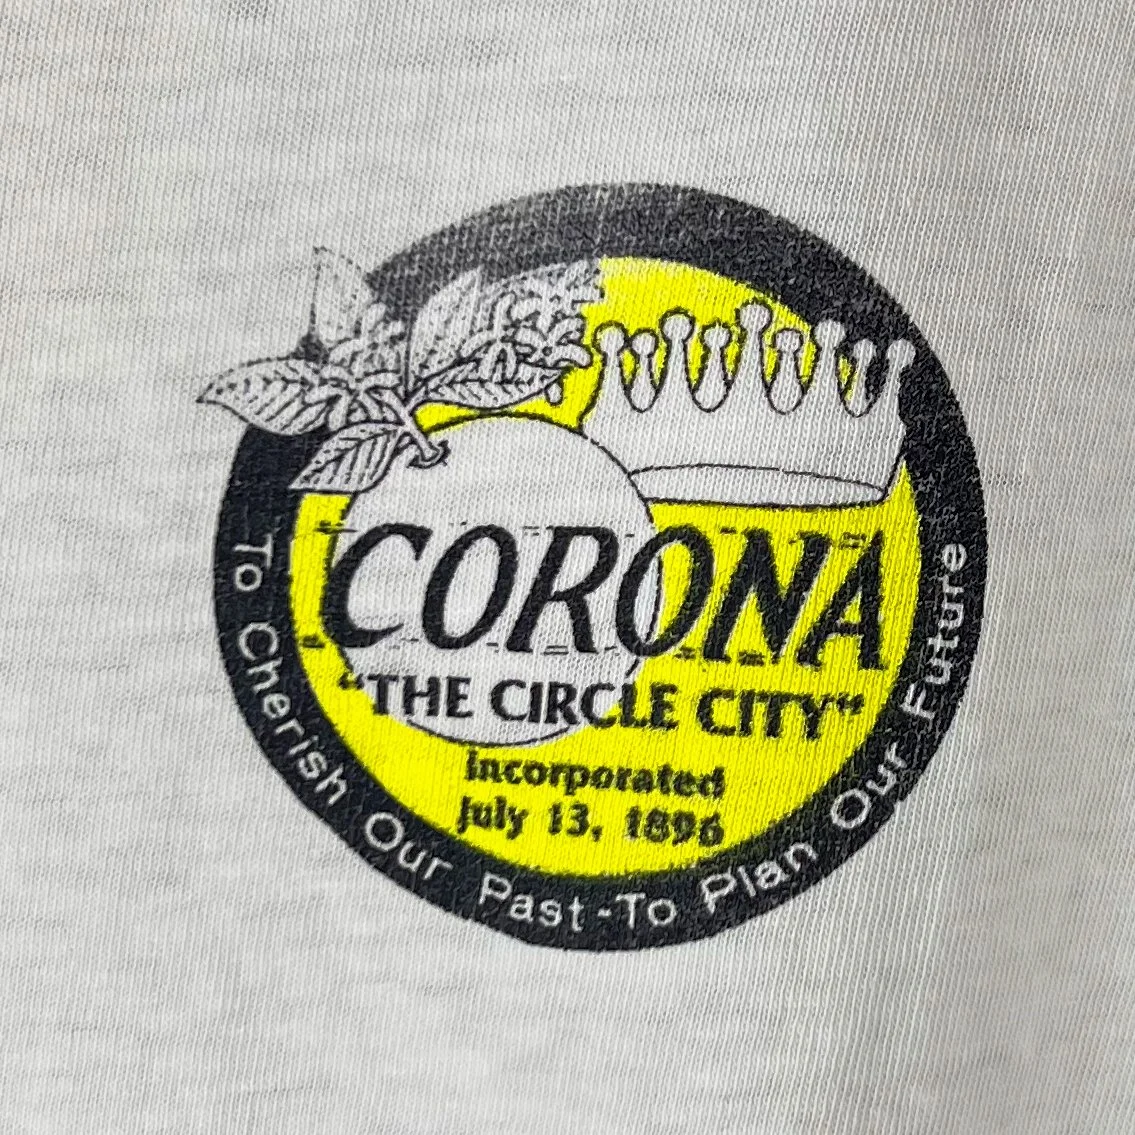 CORONA
“THE CIRCLE CITY“
incorporated
July 13, 1896
To Cherish Our Past-To Plan Our Future